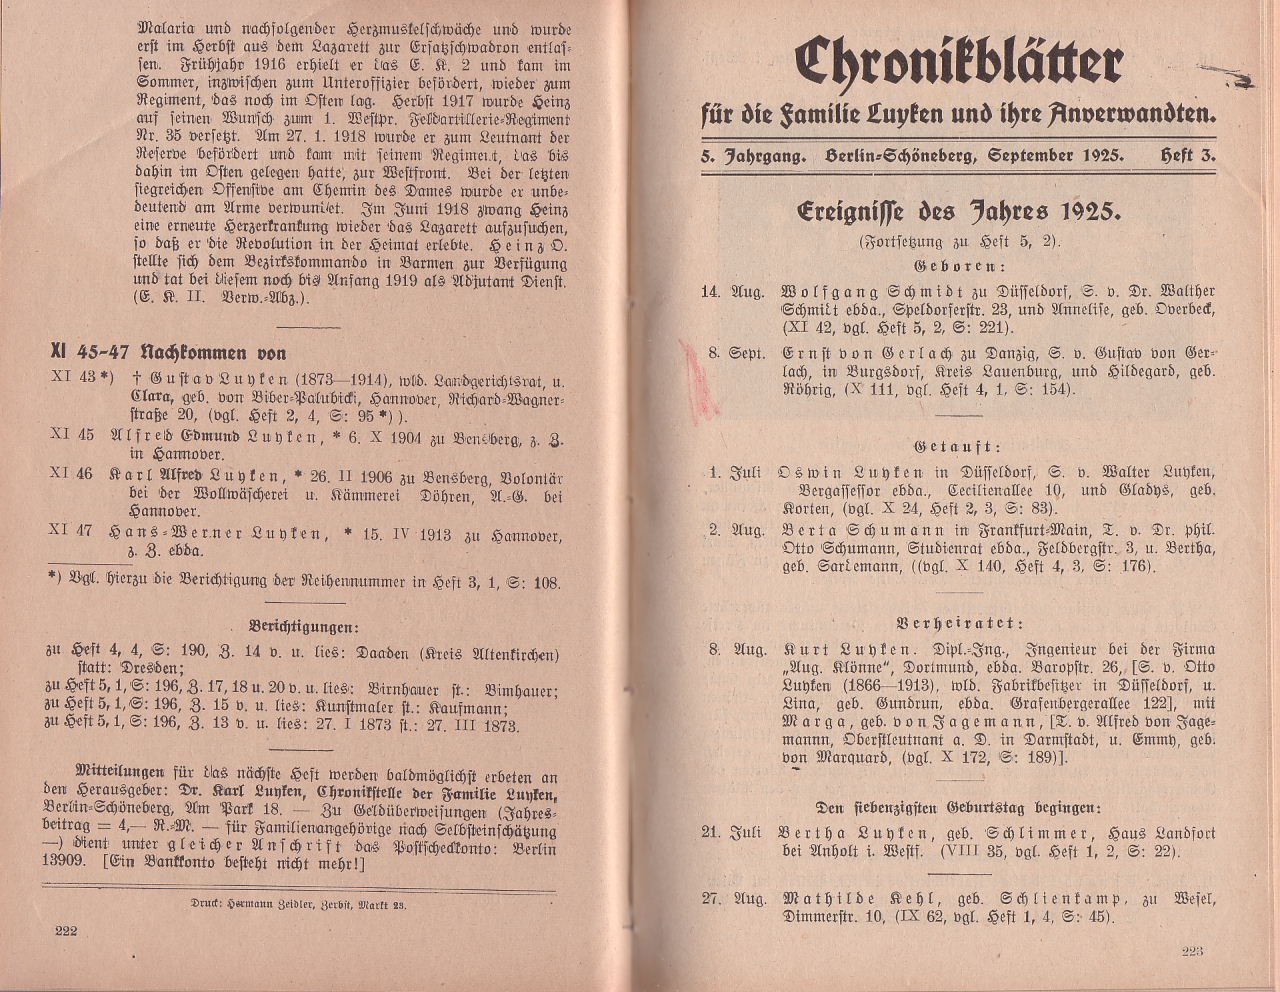 Malaria und nachfolgender Herzmuskelschwäche und wurde
erst im Herbst aus dem Lazarett zur Ersatzschwadron entlas-
sen. Frühjahr 1916 erhielt er das E. K. 2 und kam im
Sommer, inzwischen zum Unteroffizier befördert, wieder zum
Regiment, das noch im Osten lag. Herbst 1917 wurde Heinz
auf seinen Wunsch zum 1. Westpr. Feldartillerie-Regiment
Nr. 35 versetzt. Am 27. 1. 1918 wurde er zum Leutnant der
Reserve befördert und kam mit seinem Regiment, das bis
dahin im Osten gelegen hatte, zur Westfront. Bei der letzten
siegreichen Offensive am Chemin des Dames wurde er unbe-
deutend am Arme verwundet. Im Juni 1918 zwang Heinz
eine erneute Herzerkrankung wieder das Lazarett aufzusuchen,
so daß er die Revolution in der Heimat erlebte. Heinz O.
stellte sich dem Bezirkskommando in Barmen zur Verfügung
und tat bei diesem noch bis Anfang 1919 als Adjutant Dienst.
(E. K. II. Verw.-Abz.).
XI 45-47 Nachkommen von
XI 43*) † Gustav Luyken (1873—1914), wld. Landgerichtsrat, u.
Clara, geb. von Biber-Palubicki, Hannover, Richard-Wagner-
straße 20, (vgl. Heft 2, 4, S: 95*)).
XI 45 Alfred Edmund Luyken, * 6. X 1904 zu Bensberg, z. Z.
in Hannover.
XI 46 Karl Alfred Luyken, * 26. II 1906 zu Bensberg, Volontär
bei der Wollwäscherei u. Kämmerei Döhren, A.-G. bei
Hannover.
XI 47 Hans-Werner Luyken, * 15. IV 1913 zu Hannover,
z. Z. ebda.
*) Vgl. hierzu die Berichtigung der Reihennummer in Heft 3, 1, S: 108.
Berichtigungen:
zu Heft 4, 4, S: 190, Z. 14 v. u. lies: Daaden (Kreis Altenkirchen)
statt: Dresden;
zu Heft 5, 1, S: 196, Z. 17, 18 u. 20 v. u. lies: Birnhauer st.: Bimhauer;
zu Heft 5, 1, S: 196, Z. 15 v. u. lies: Kunstmaler st.: Kaufmann;
zu Heft 5, 1, S: 196, Z. 13 v. u. lies: 27. I 1873 st.: 27. III 1873.
Mitteilungen für das nächste Heft werden baldmöglichst erbeten an
den Herausgeber: Dr. Karl Luyken, Chronikstelle der Familie Luyken,
Berlin-Schöneberg, Am Park 18. — Zu Geldüberweisungen (Jahres-
beitrag = 4,— R.-M. — für Familienangehörige nach Selbsteinschätzung
—) dient unter gleicher Anschrift das Postscheckkonto: Berlin
13909. [Ein Bankkonto besteht nicht mehr!]
Druck: Hermann Zeidler, Zerbst, Markt 23.
222
Chronikblätter
für die Familie Luyken und ihre Anverwandten.
5. Jahrgang. Berlin-Schöneberg, September 1925. Heft 3.
Ereignisse des Jahres 1925.
(Fortsetzung zu Heft 5, 2).
Geboren:
14. Aug. Wolfgang Schmidt zu Düsseldorf, S. v. Dr. Walther
Schmidt ebda., Speldorferstr. 23, und Annelise, geb. Overbeck,
(XI 42, vgl. Heft 5, 2, S: 221).
8. Sept. Ernst von Gerlach zu Danzig, S. v. Gustav von Ger-
lach, in Burgsdorf, Kreis Lauenburg, und Hildegard, geb.
Röhrig, (X 111, vgl. Heft 4, 1, S: 154).
Getauft:
1. Juli Oswin Luyken in Düsseldorf, S. v. Walter Luyken,
Bergassessor ebda., Cecilienallee 10, und Gladys, geb.
Korten, (vgl. X 24, Heft 2, 3, S: 83).
2. Aug. Berta Schumann in Frankfurt-Main, T. v. Dr. phil.
Otto Schumann, Studienrat ebda., Feldbergstr. 3, u. Bertha,
geb. Sardemann, ((vgl. X 140, Heft 4, 3, S: 176).
Verheiratet:
8. Aug. Kurt Luyken. Dipl.-Ing., Ingenieur bei der Firma
„Aug. Klönne“, Dortmund, ebda. Baropstr. 26, [S. v. Otto
Luyken (1866—1913), wld. Fabrikbesitzer in Düsseldorf, u.
Lina, geb. Gundrun, ebda. Grafenbergerallee 122], mit
Marga, geb. von Jagemann, [T. v. Alfred von Jage-
mannn, Oberstleutnant a. D. in Darmstadt, u. Emmy, geb.
von Marquard, (vgl. X 172, S: 189)].
Den siebenzigsten Geburtstag begingen:
21. Juli Bertha Luyken, geb. Schlimmer, Haus Landfort
bei Anholt i. Westf. (VIII 35, vgl. Heft 1, 2, S: 22).
27. Aug. Mathilde Kehl, geb. Schlienkamp, zu Wesel,
Dimmerstr. 10, (IX 62, vgl. Heft 1, 4, S: 45).
223